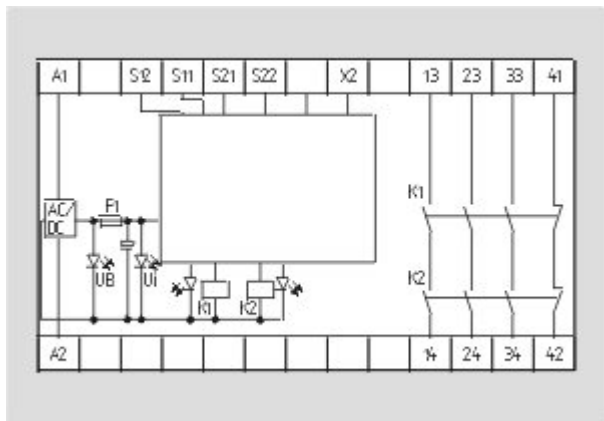 A1 S12 S11 S21 S22 X2 13 23 33 41
K1
AC/
DC
F1
UB Ui
K1 K2
K2
A2 14 24 34 42